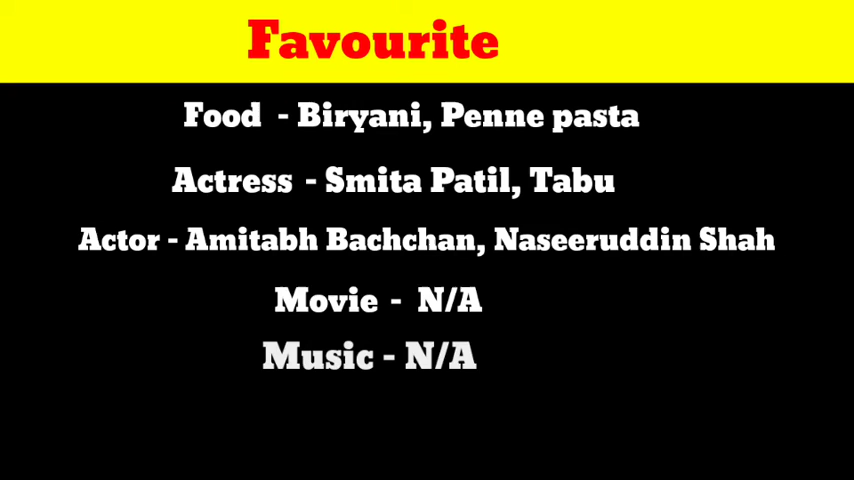 Favourite
Food - Biryani, Penne pasta
Actress - Smita Patil, Tabu
Actor - Amitabh Bachchan, Naseeruddin Shah
Movie - N/A
Music - N/A